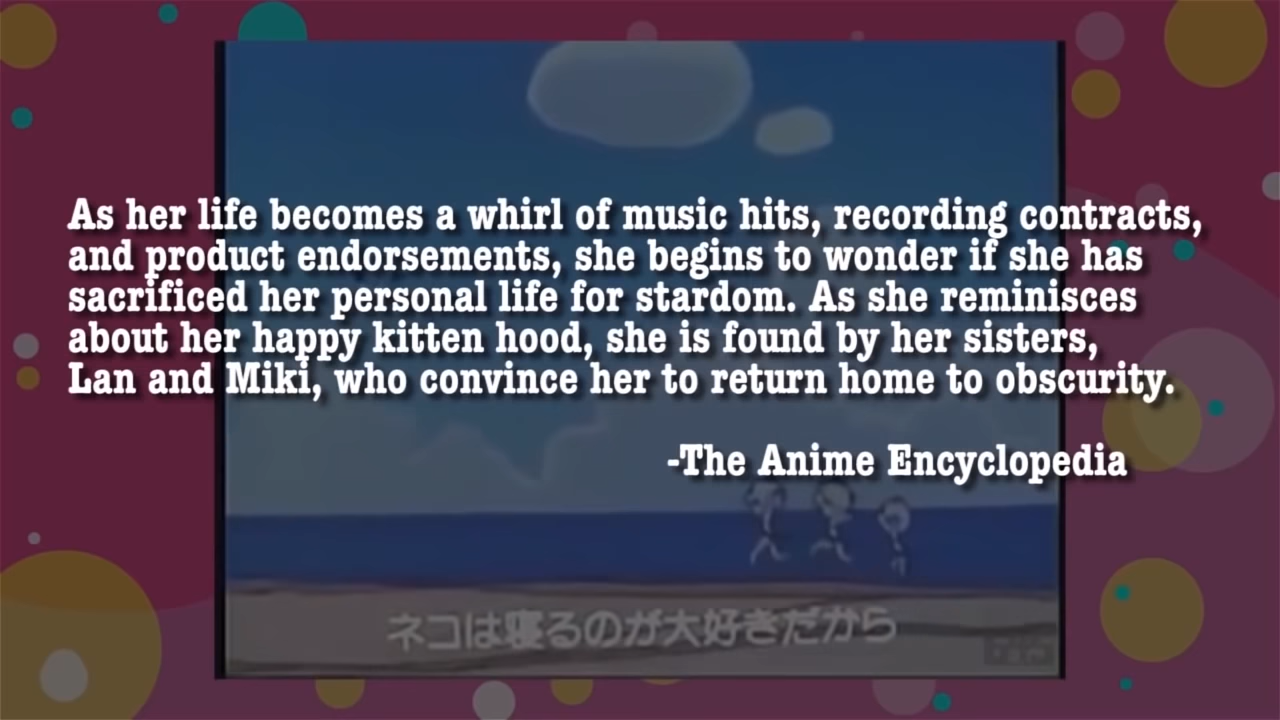 As her life becomes a whirl of music hits, recording contracts,
and product endorsements, she begins to wonder if she has
sacrificed her personal life for stardom. As she reminisces
about her happy kitten hood, she is found by her sisters,
Lan and Miki, who convince her to return home to obscurity.
-The Anime Encyclopedia
ネコは寝るのが大好きだから